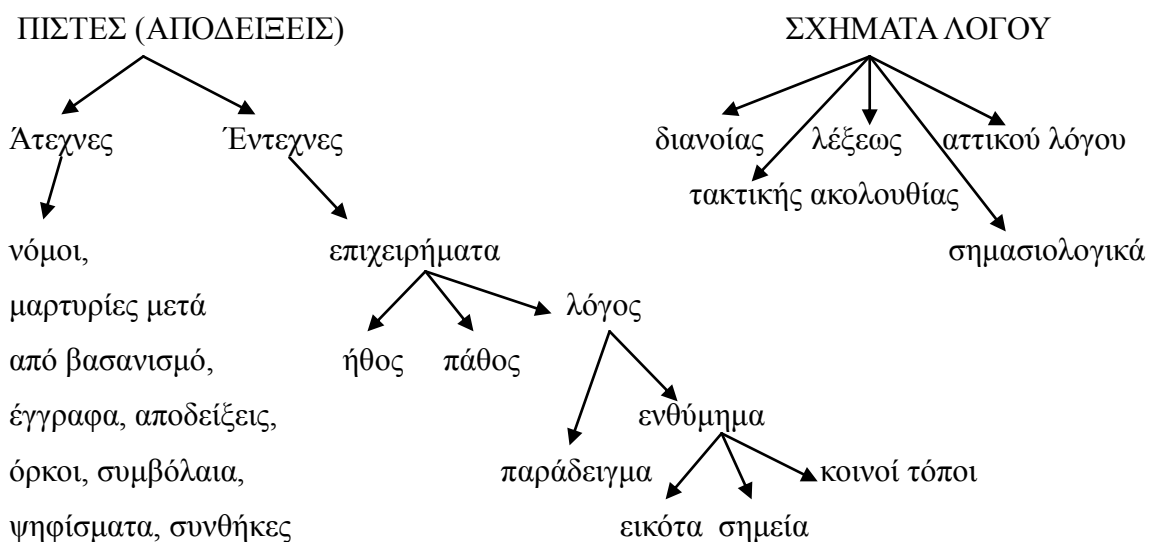 ΠΙΣΤΕΣ (ΑΠΟΔΕΙΞΕΙΣ) ΣΧΗΜΑΤΑ ΛΟΓΟΥ
Άτεχνες Έντεχνες διανοίας λέξεως αττικού λόγου
τακτικής ακολουθίας
νόμοι, επιχειρήματα σημασιολογικά
μαρτυρίες μετά λόγος
από βασανισμό, ήθος πάθος
έγγραφα, αποδείξεις, ενθύμημα
όρκοι, συμβόλαια, παράδειγμα κοινοί τόποι
ψηφίσματα, συνθήκες εικότα σημεία